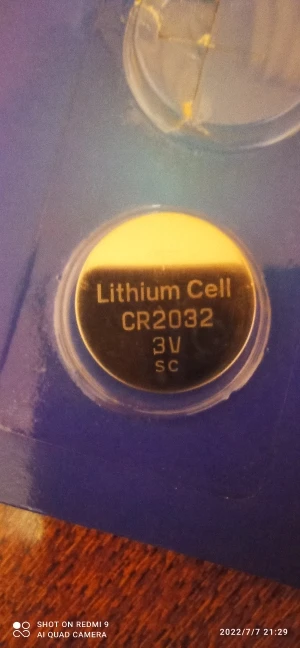 Lithium Cell
CR2032
3V
SC
SHOT ON REDMI 9
AI QUAD CAMERA
2022/7/7 21:29